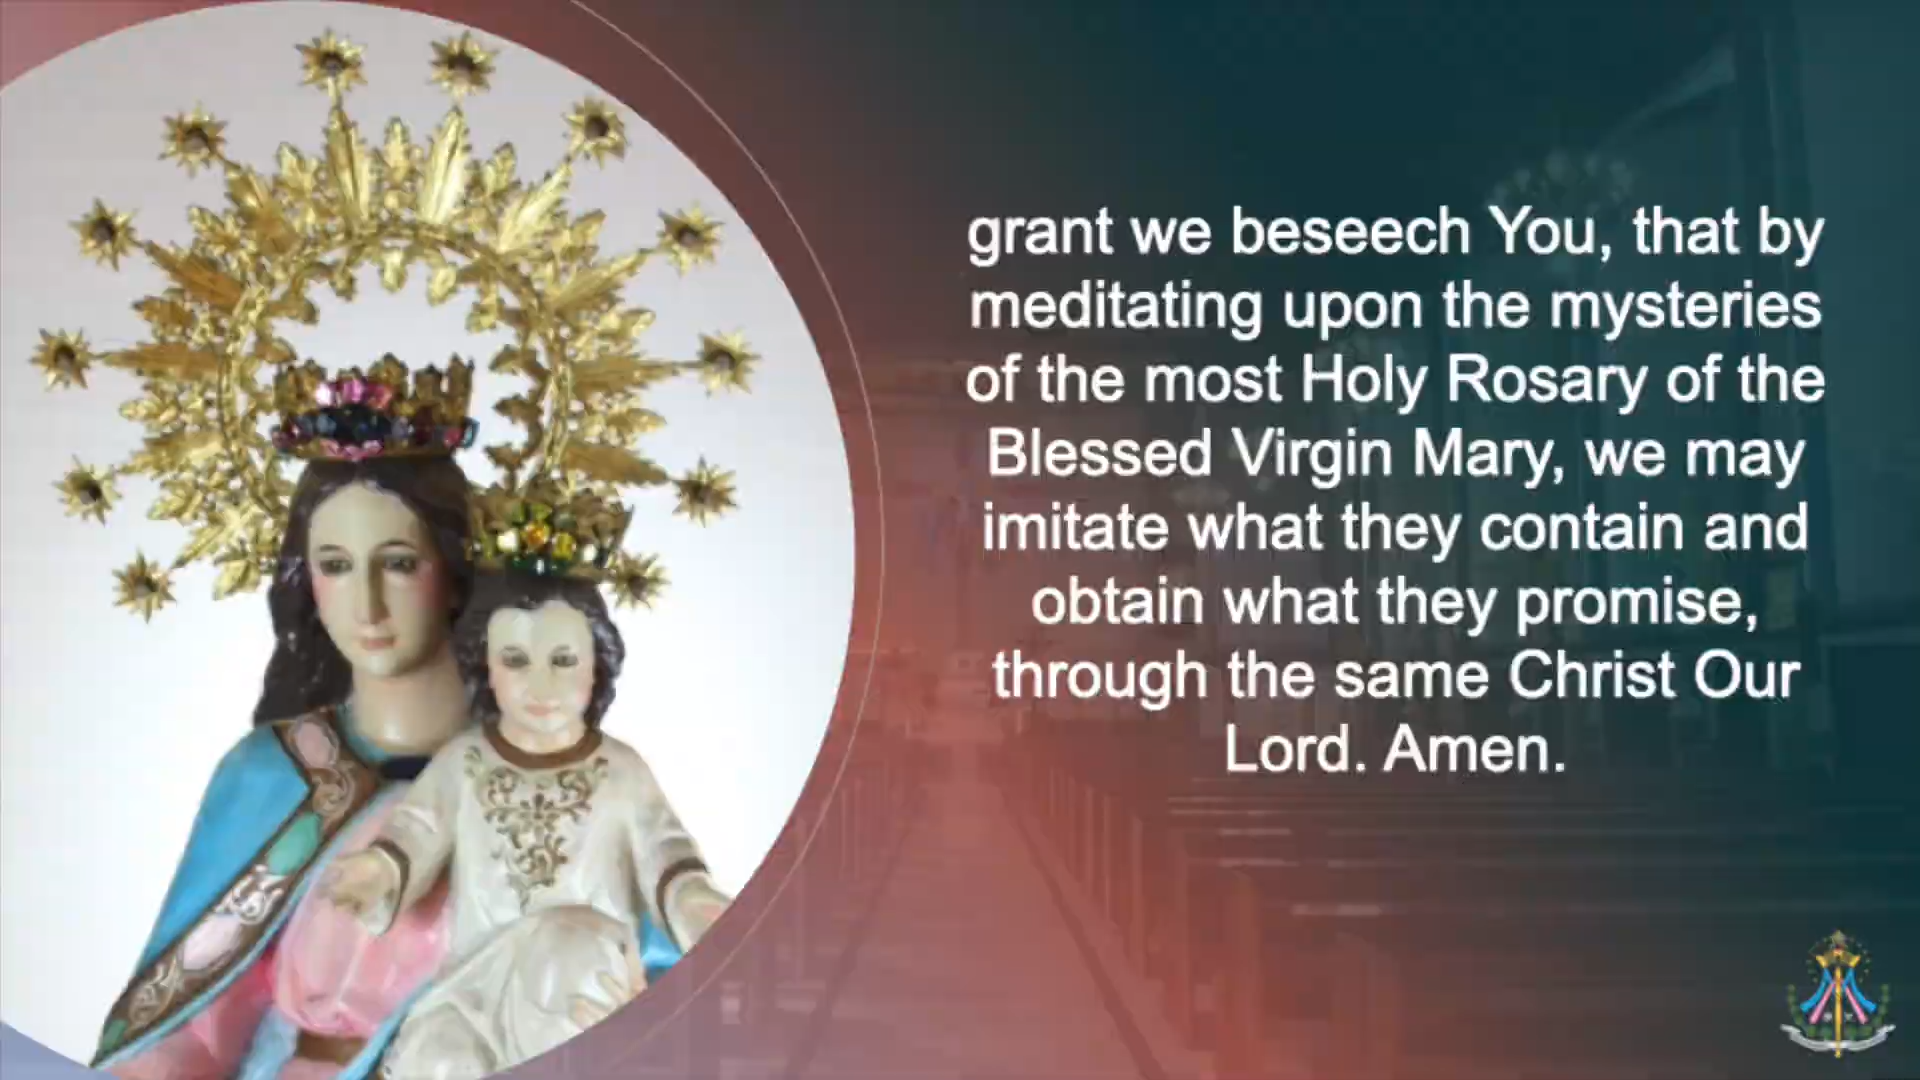 grant we beseech You, that by
meditating upon the mysteries
of the most Holy Rosary of the
Blessed Virgin Mary, we may
imitate what they contain and
obtain what they promise,
through the same Christ Our
Lord. Amen.